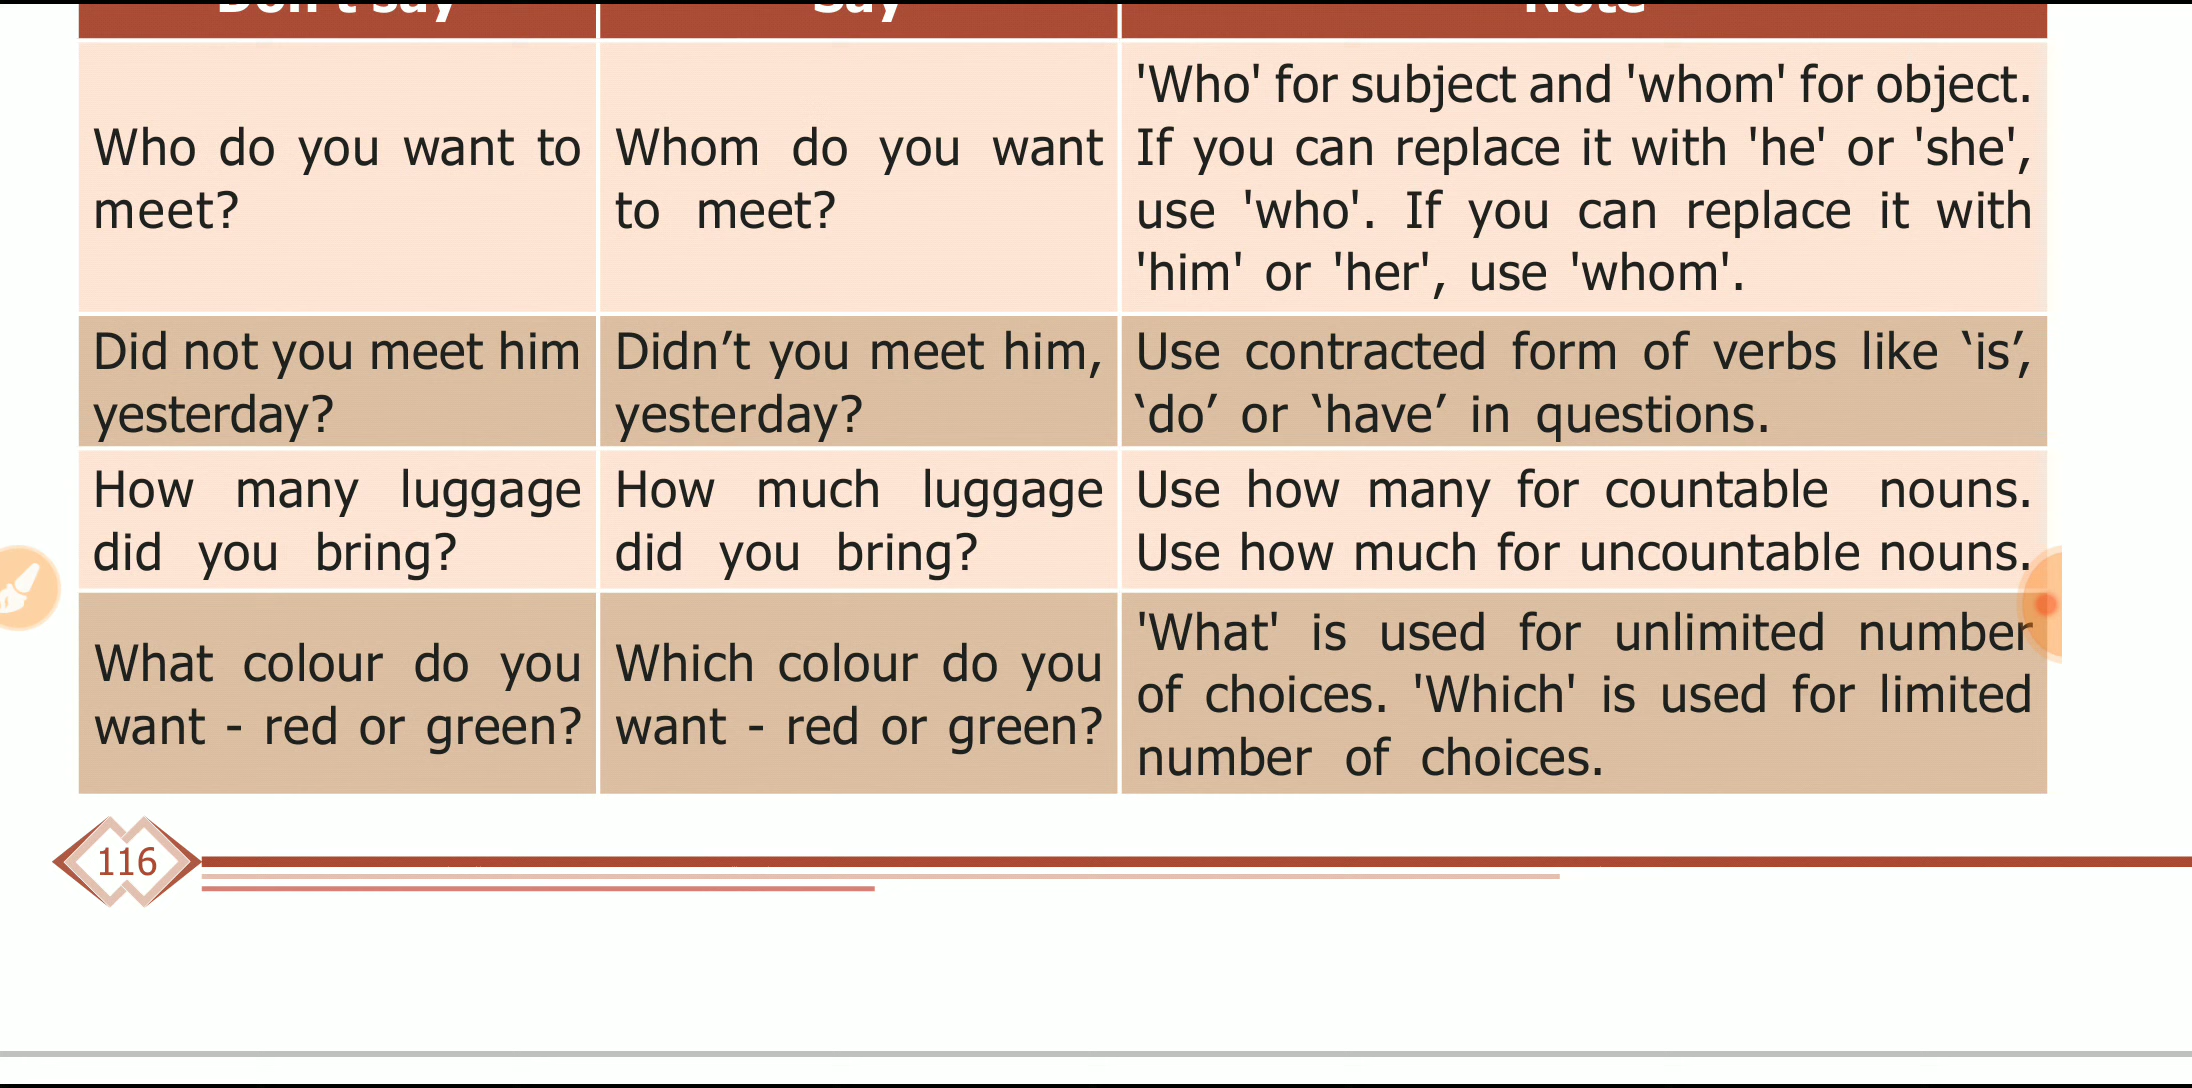 Don't say
Say
Note
Who do you want to
meet?
Whom do you want
to meet?
'Who' for subject and 'whom' for object.
If you can replace it with 'he' or 'she',
use 'who'. If you can replace it with
'him' or 'her', use 'whom'.
Did not you meet him
yesterday?
Didn’t you meet him,
yesterday?
Use contracted form of verbs like ‘is’,
‘do’ or ‘have’ in questions.
How many luggage
did you bring?
How much luggage
did you bring?
Use how many for countable nouns.
Use how much for uncountable nouns.
What colour do you
want - red or green?
Which colour do you
want - red or green?
'What' is used for unlimited number
of choices. 'Which' is used for limited
number of choices.
116